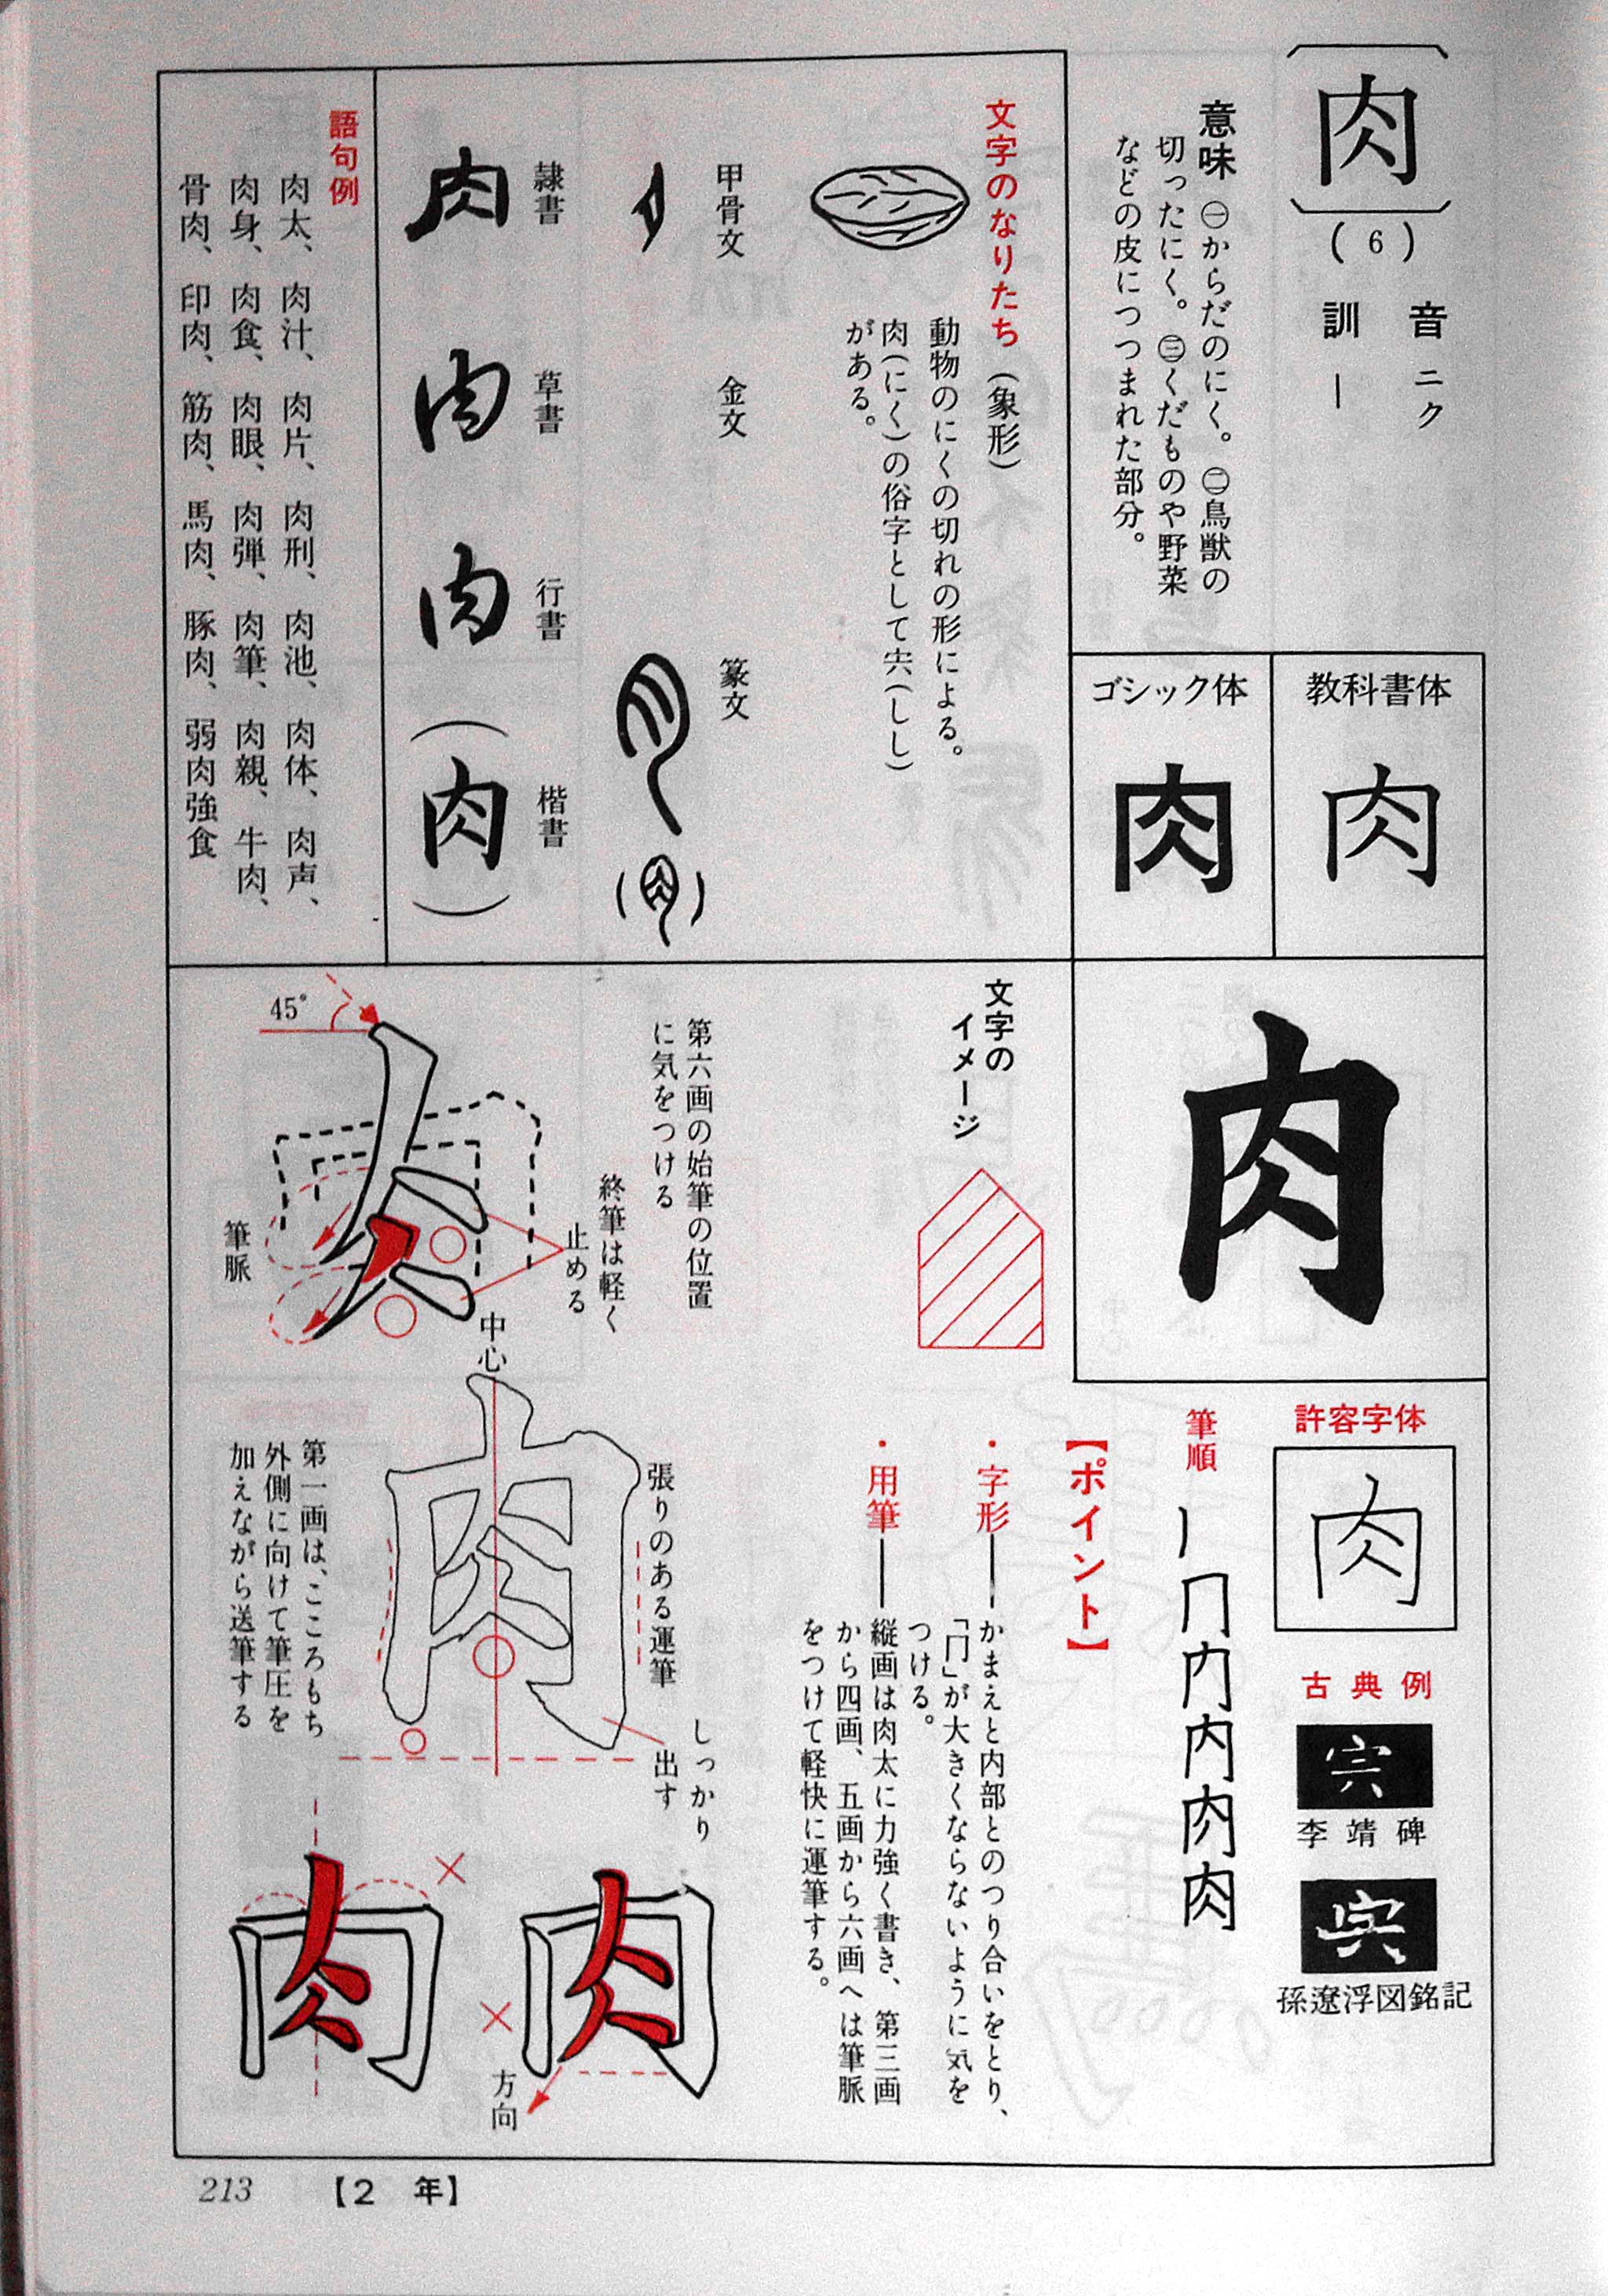 肉
(6)
音 ニク
訓 ―
意味 ㊀からだのにく。㊁鳥獣の
切ったにく。㊂くだものや野菜
などの皮につつまれた部分。
教科書体
肉
ゴシック体
肉
文字のなりたち（象形）
動物のにくの切れの形による。
肉（にく）の俗字として宍（しし）
がある。
甲骨文
金文
篆文
隷書
肉
草書
肉
行書
肉
楷書
（肉）
語句例
肉太、肉汁、肉片、肉刑、肉池、肉体、肉声、
肉身、肉食、肉眼、肉弾、肉筆、肉親、牛肉、
骨肉、印肉、筋肉、馬肉、豚肉、弱肉強食
肉
許容字体
肉
古典例
宍
李靖碑
孫遼浮図銘記
筆順
丨冂内内肉肉
【ポイント】
・字形――かまえと内部とのつり合いをとり、
「冂」が大きくならないように気を
つける。
・用筆――縦画は肉太に力強く書き、第三画
から四画、五画から六画へは筆脈
をつけて軽快に運筆する。
文字の
イメージ
第六画の始筆の位置
に気をつける
終筆は軽く
止める
45°
筆脈
中心
肉
張りのある運筆
しっかり
出す
第一画は、こころもち
外側に向けて筆圧を
加えながら送筆する
肉
方向
肉
213
【2 年】